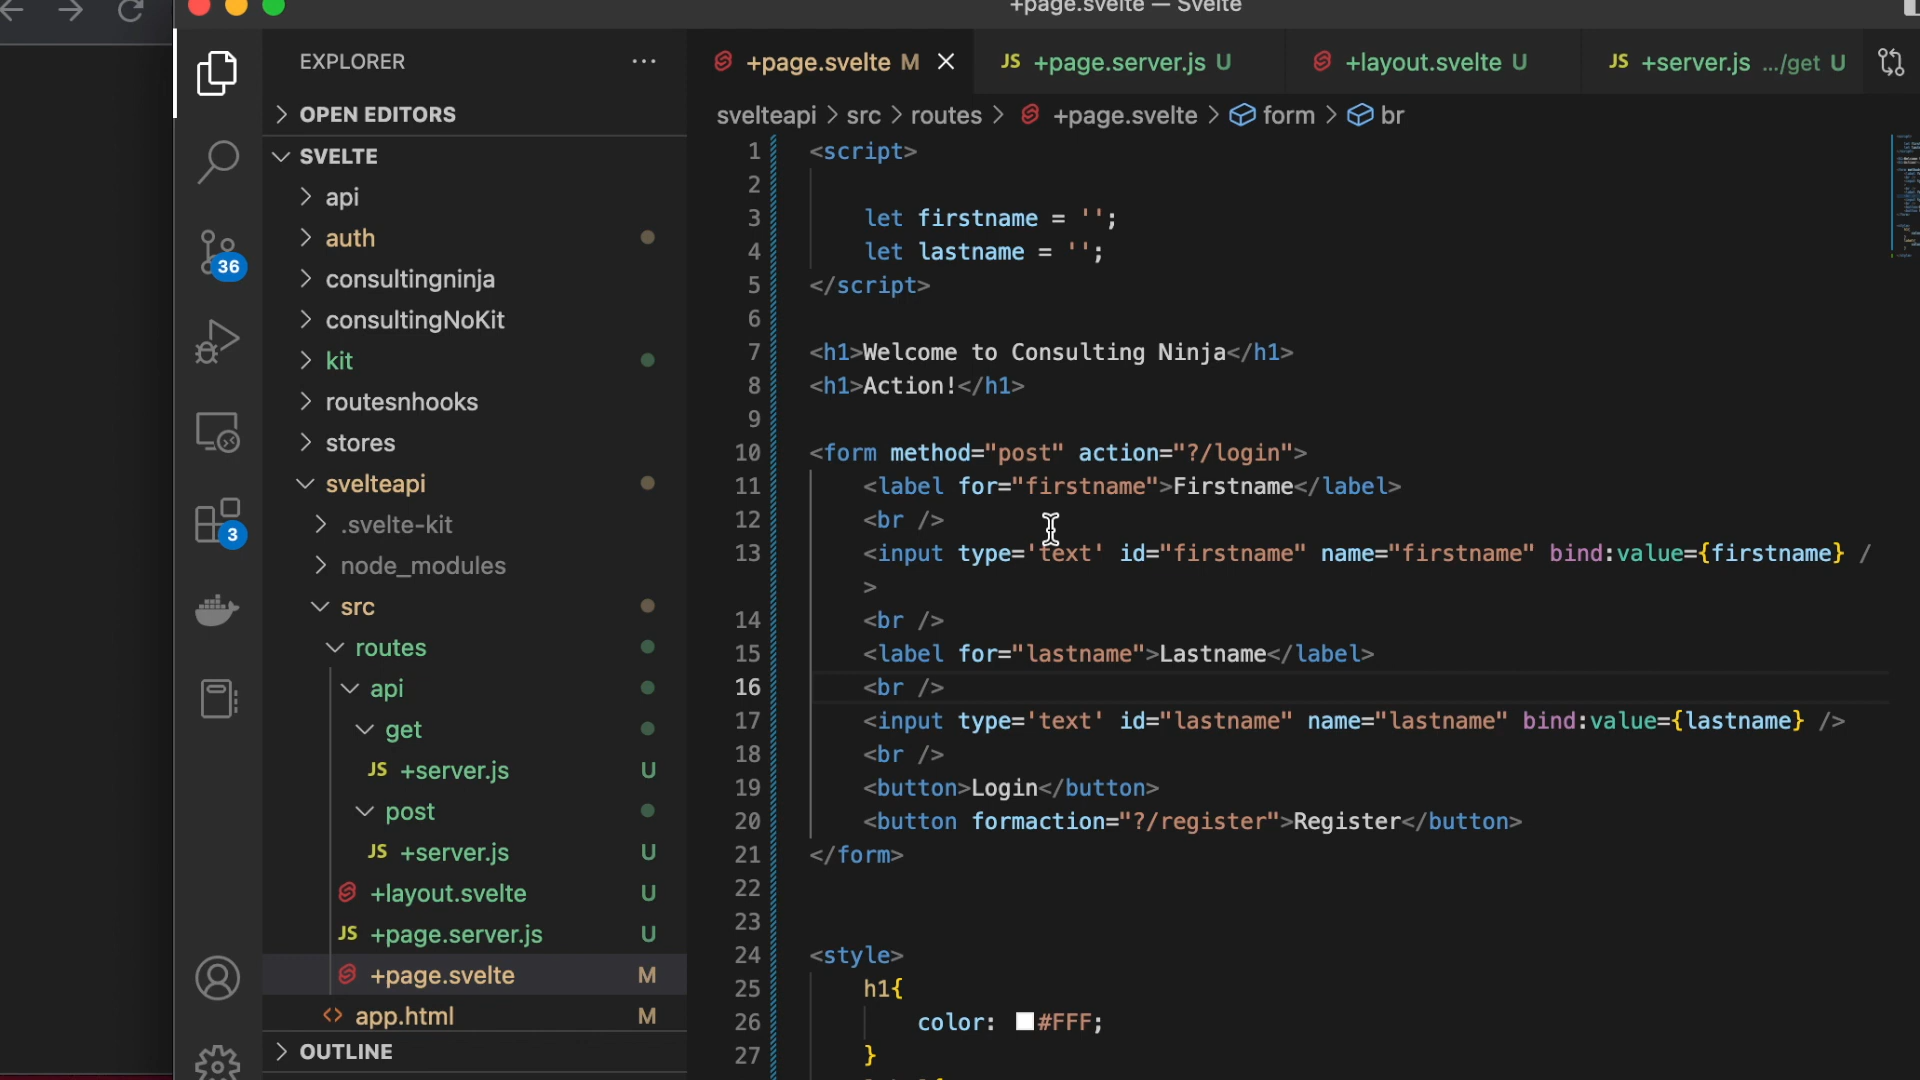 +page.svelte — Svelte
EXPLORER
OPEN EDITORS
SVELTE
api
auth
consultingninja
consultingNoKit
kit
routesnhooks
stores
svelteapi
.svelte-kit
node_modules
src
routes
api
get
JS +server.js U
post
JS +server.js U
+layout.svelte U
JS +page.server.js U
+page.svelte M
<> app.html M
OUTLINE
36
3
+page.svelte M
JS +page.server.js U
+layout.svelte U
JS +server.js .../get U
svelteapi > src > routes > +page.svelte > form > br
1 <script>
2
3 let firstname = '';
4 let lastname = '';
5 </script>
6
7 <h1>Welcome to Consulting Ninja</h1>
8 <h1>Action!</h1>
9
10 <form method="post" action="?/login">
11 <label for="firstname">Firstname</label>
12 <br />
13 <input type='text' id="firstname" name="firstname" bind:value={firstname} /
>
14 <br />
15 <label for="lastname">Lastname</label>
16 <br />
17 <input type='text' id="lastname" name="lastname" bind:value={lastname} />
18 <br />
19 <button>Login</button>
20 <button formaction="?/register">Register</button>
21 </form>
22
23
24 <style>
25 h1{
26 color: #FFF;
27 }